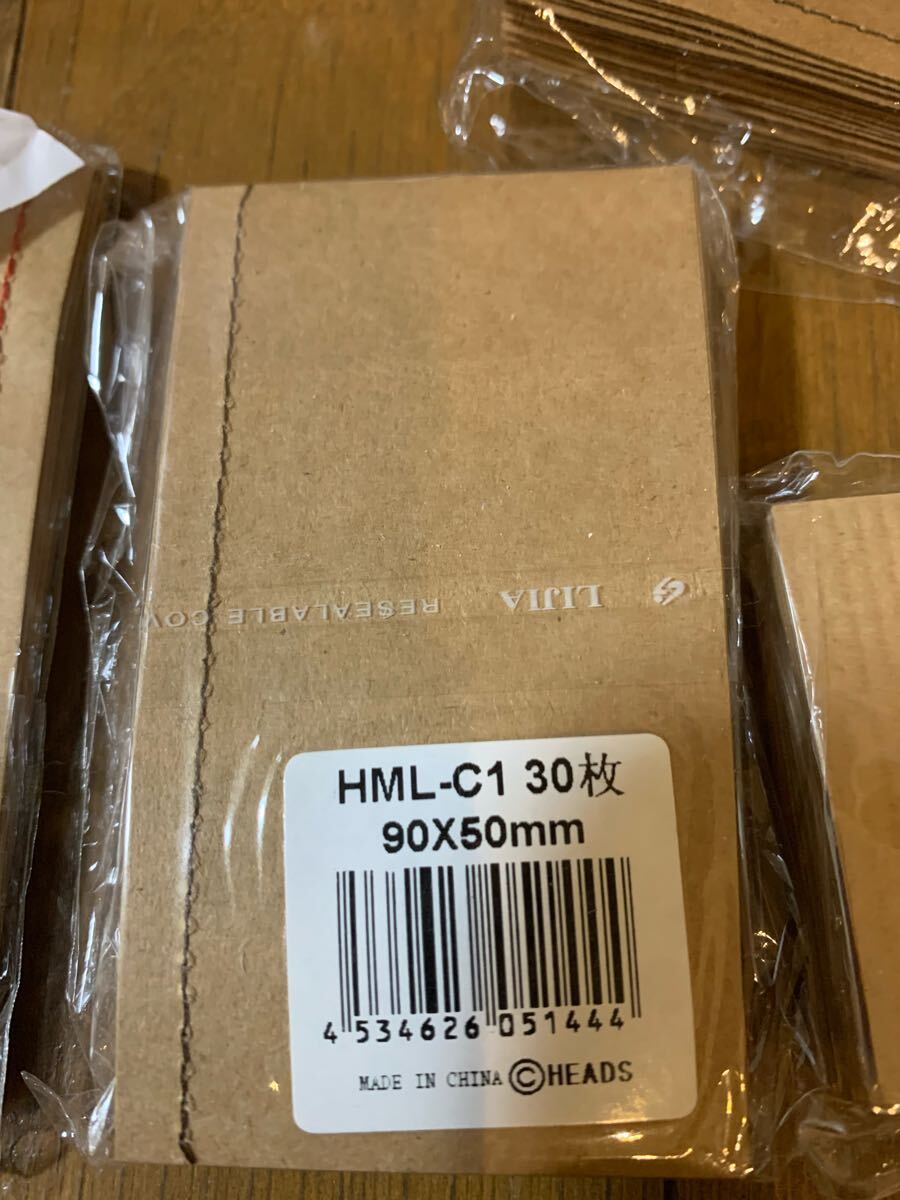 LIJIA RESEALABLE COV
HML-C1 30枚
90X50mm
4 534626 051444
MADE IN CHINA ©HEADS